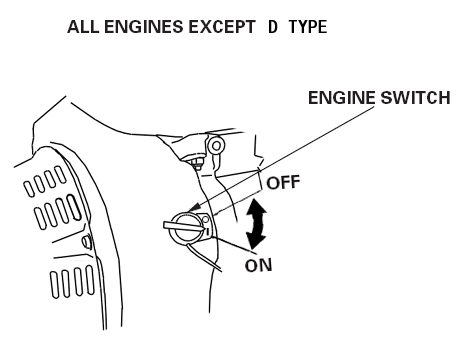 ALL ENGINES EXCEPT D TYPE
ENGINE SWITCH
OFF
ON